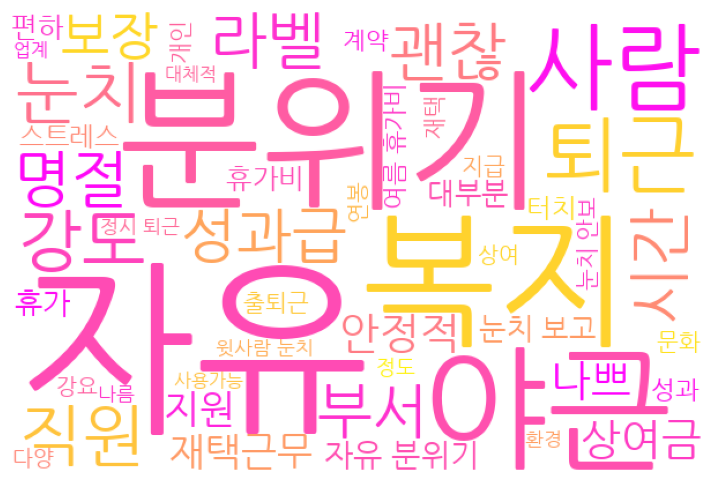 편하
업계
보장
개인
대체적
라벨
계약
괜찮
사람
눈치
분위기
스트레스
여름 휴가비
재택
퇴근
명절
휴가비
연봉
지급
대부분
터치
눈치 안보
시간
강도
정시 퇴근
성과급
복지
상여
휴가
자유
출퇴근
안정적
눈치 보고
문화
윗사람 눈치
정도
강요
나름
사용가능
야근
나쁘
성과
직원
지원
부서
상여금
다양
재택근무
자유 분위기
환경